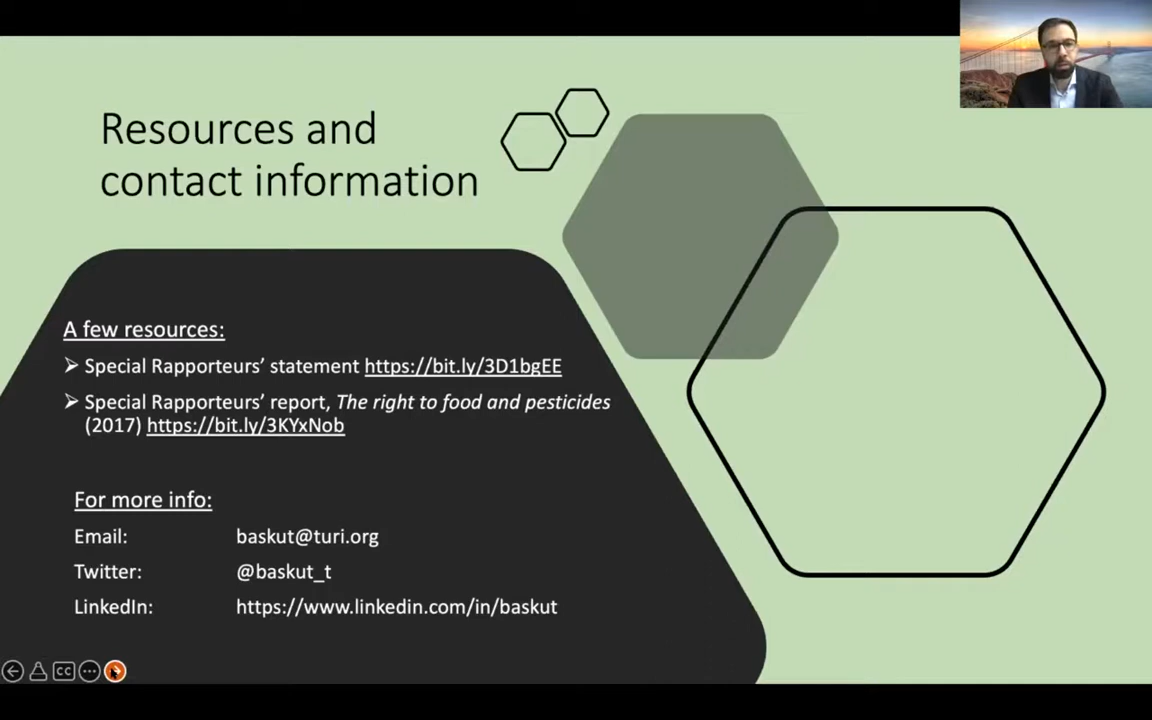 Resources and
contact information
A few resources:
➢ Special Rapporteurs' statement https://bit.ly/3D1bgEE
➢ Special Rapporteurs' report, The right to food and pesticides
(2017) https://bit.ly/3KYxNob
For more info:
Email: baskut@turi.org
Twitter: @baskut_t
LinkedIn: https://www.linkedin.com/in/baskut
CC